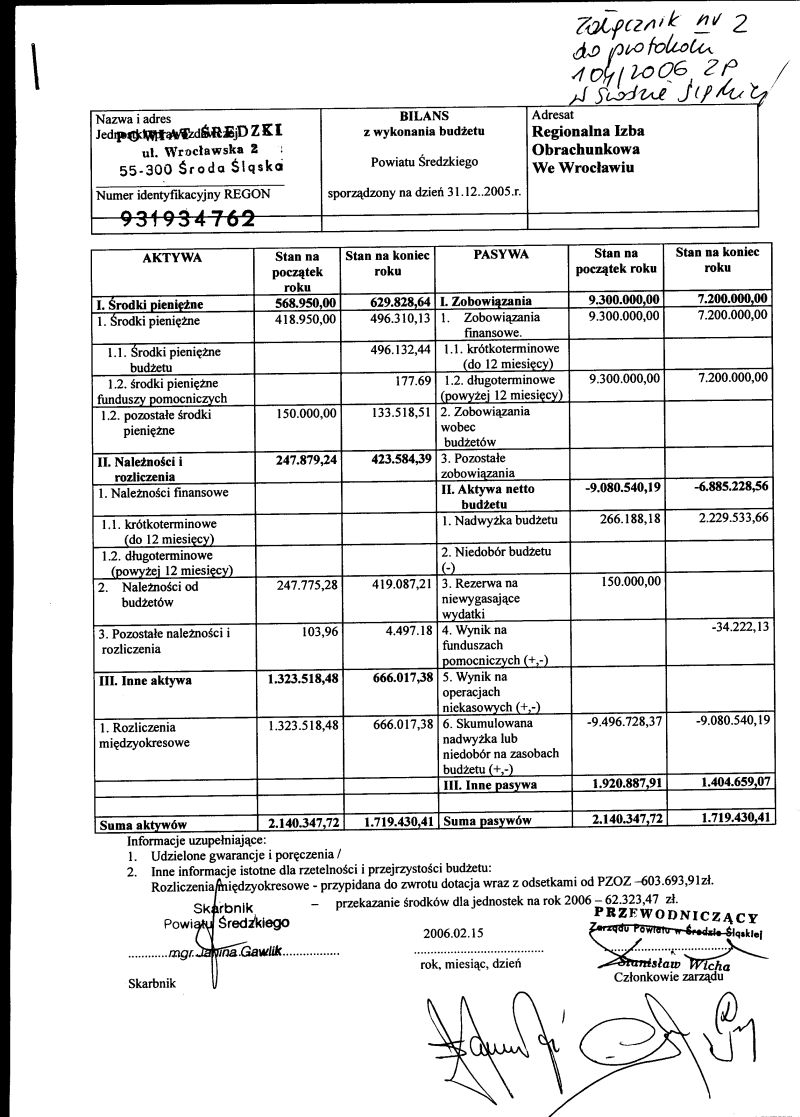 Załącznik nr 2
do protokołu
104/2006 ZP
w Środzie Śląskiej
Nazwa i adres
Jednostki sprawozdawczej
POWIAT ŚREDZKI
ul. Wrocławska 2
55-300 Środa Śląska
Numer identyfikacyjny REGON
931934762
BILANS
z wykonania budżetu
Powiatu Średzkiego
sporządzony na dzień 31.12..2005.r.
Adresat
Regionalna Izba
Obrachunkowa
We Wrocławiu
AKTYWA Stan na początek roku Stan na koniec roku PASYWA Stan na początek roku Stan na koniec roku
I. Środki pieniężne 568.950,00 629.828,64 I. Zobowiązania 9.300.000,00 7.200.000,00
1. Środki pieniężne 418.950,00 496.310,13 1. Zobowiązania finansowe. 9.300.000,00 7.200.000,00
1.1. Środki pieniężne budżetu 496.132,44 1.1. krótkoterminowe (do 12 miesięcy)
1.2. środki pieniężne funduszy pomocniczych 177.69 1.2. długoterminowe (powyżej 12 miesięcy) 9.300.000,00 7.200.000,00
1.2. pozostałe środki pieniężne 150.000,00 133.518,51 2. Zobowiązania wobec budżetów
II. Należności i rozliczenia 247.879,24 423.584,39 3. Pozostałe zobowiązania
1. Należności finansowe II. Aktywa netto budżetu -9.080.540,19 -6.885.228,56
1.1. krótkoterminowe (do 12 miesięcy) 1. Nadwyżka budżetu 266.188,18 2.229.533,66
1.2. długoterminowe (powyżej 12 miesięcy) 2. Niedobór budżetu (-)
2. Należności od budżetów 247.775,28 419.087,21 3. Rezerwa na niewygasające wydatki 150.000,00
3. Pozostałe należności i rozliczenia 103,96 4.497.18 4. Wynik na funduszach pomocniczych (+,-) -34.222,13
III. Inne aktywa 1.323.518,48 666.017,38 5. Wynik na operacjach niekasowych (+,-)
1. Rozliczenia międzyokresowe 1.323.518,48 666.017,38 6. Skumulowana nadwyżka lub niedobór na zasobach budżetu (+,-) -9.496.728,37 -9.080.540,19
III. Inne pasywa 1.920.887,91 1.404.659,07
Suma aktywów 2.140.347,72 1.719.430,41 Suma pasywów 2.140.347,72 1.719.430,41
Informacje uzupełniające:
1. Udzielone gwarancje i poręczenia /
2. Inne informacje istotne dla rzetelności i przejrzystości budżetu:
Rozliczenia międzyokresowe - przypidana do zwrotu dotacja wraz z odsetkami od PZOZ –603.693,91zł.
– przekazanie środków dla jednostek na rok 2006 – 62.323,47 zł.
Skarbnik
Powiatu Średzkiego
mgr Janina Gawlik
Skarbnik
2006.02.15
rok, miesiąc, dzień
PRZEWODNICZĄCY
Zarządu Powiatu w Środzie Śląskiej
Stanisław Wicha
Członkowie zarządu